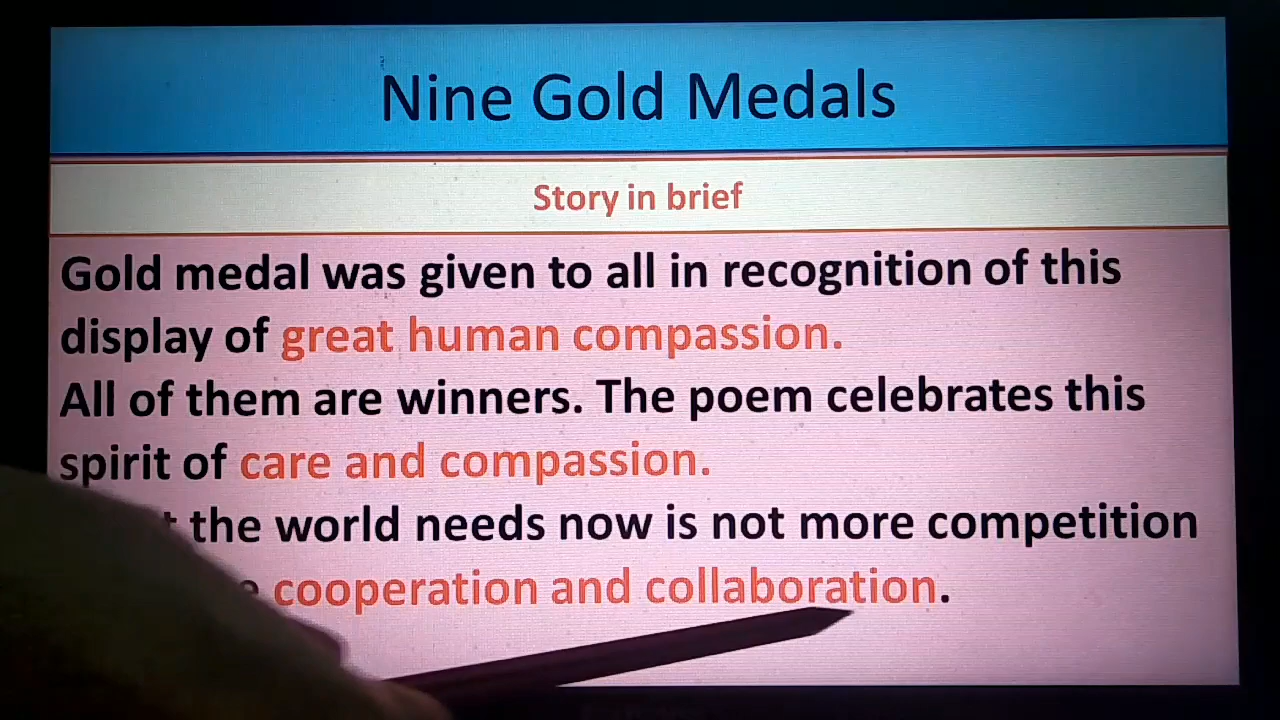 Nine Gold Medals
Story in brief
Gold medal was given to all in recognition of this
display of great human compassion.
All of them are winners. The poem celebrates this
spirit of care and compassion.
the world needs now is not more competition
cooperation and collaboration.